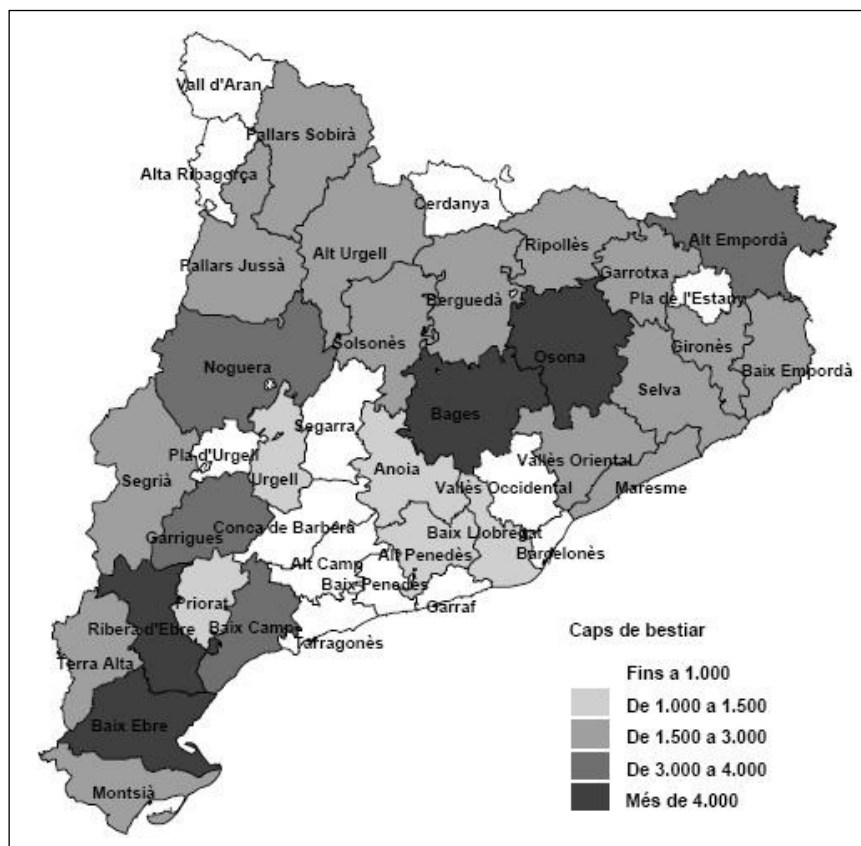 Vall d'Aran
Pallars Sobirà
Alta Ribagorça
Cerdanya
Alt Urgell
Ripollès
Alt Empordà
Pallars Jussà
Garrotxa
Berguedà
Pla de l'Estany
Solsonès
Osona
Gironès
Noguera
Baix Empordà
Selva
Bages
Segarra
Pla d'Urgell
Anoia
Vallès Oriental
Segrià
Urgell
Vallès Occidental
Maresme
Garrigues
Conca de Barberà
Baix Llobregat
Alt Penedès
Barcelonès
Alt Camp
Baix Penedès
Priorat
Garraf
Ribera d'Ebre
Baix Camp
Tarragonès
Terra Alta
Baix Ebre
Montsià
Caps de bestiar
Fins a 1.000
De 1.000 a 1.500
De 1.500 a 3.000
De 3.000 a 4.000
Més de 4.000